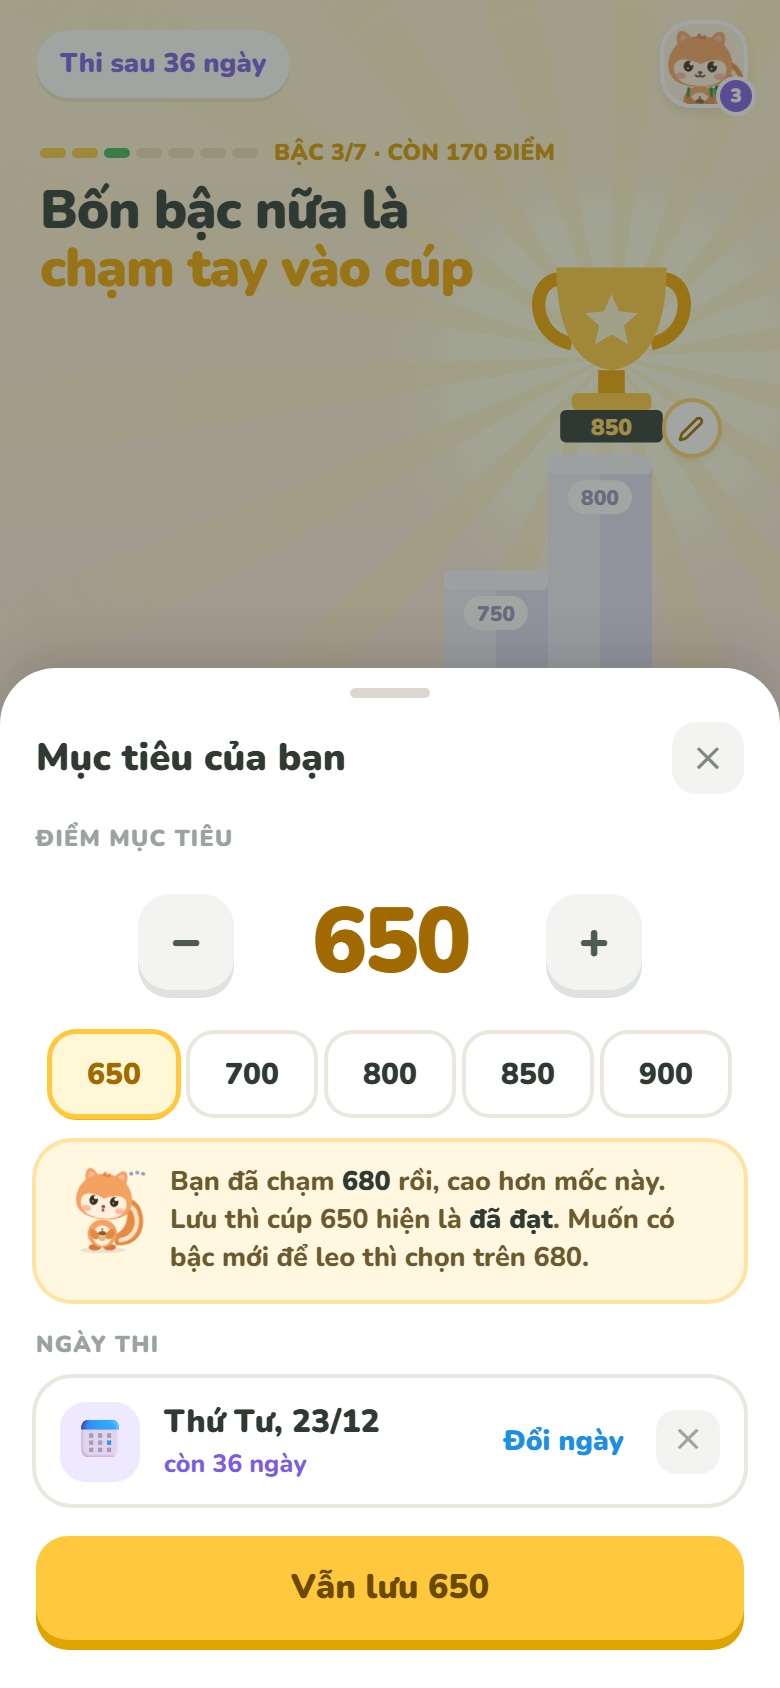 Thi sau 36 ngày
3
BẬC 3/7 · CÒN 170 ĐIỂM
Bốn bậc nữa là
chạm tay vào cúp
850
800
750
Mục tiêu của bạn
ĐIỂM MỤC TIÊU
− 650 +
650 700 800 850 900
Bạn đã chạm 680 rồi, cao hơn mốc này.
Lưu thì cúp 650 hiện là đã đạt. Muốn có
bậc mới để leo thì chọn trên 680.
NGÀY THI
Thứ Tư, 23/12
còn 36 ngày
Đổi ngày
Vẫn lưu 650